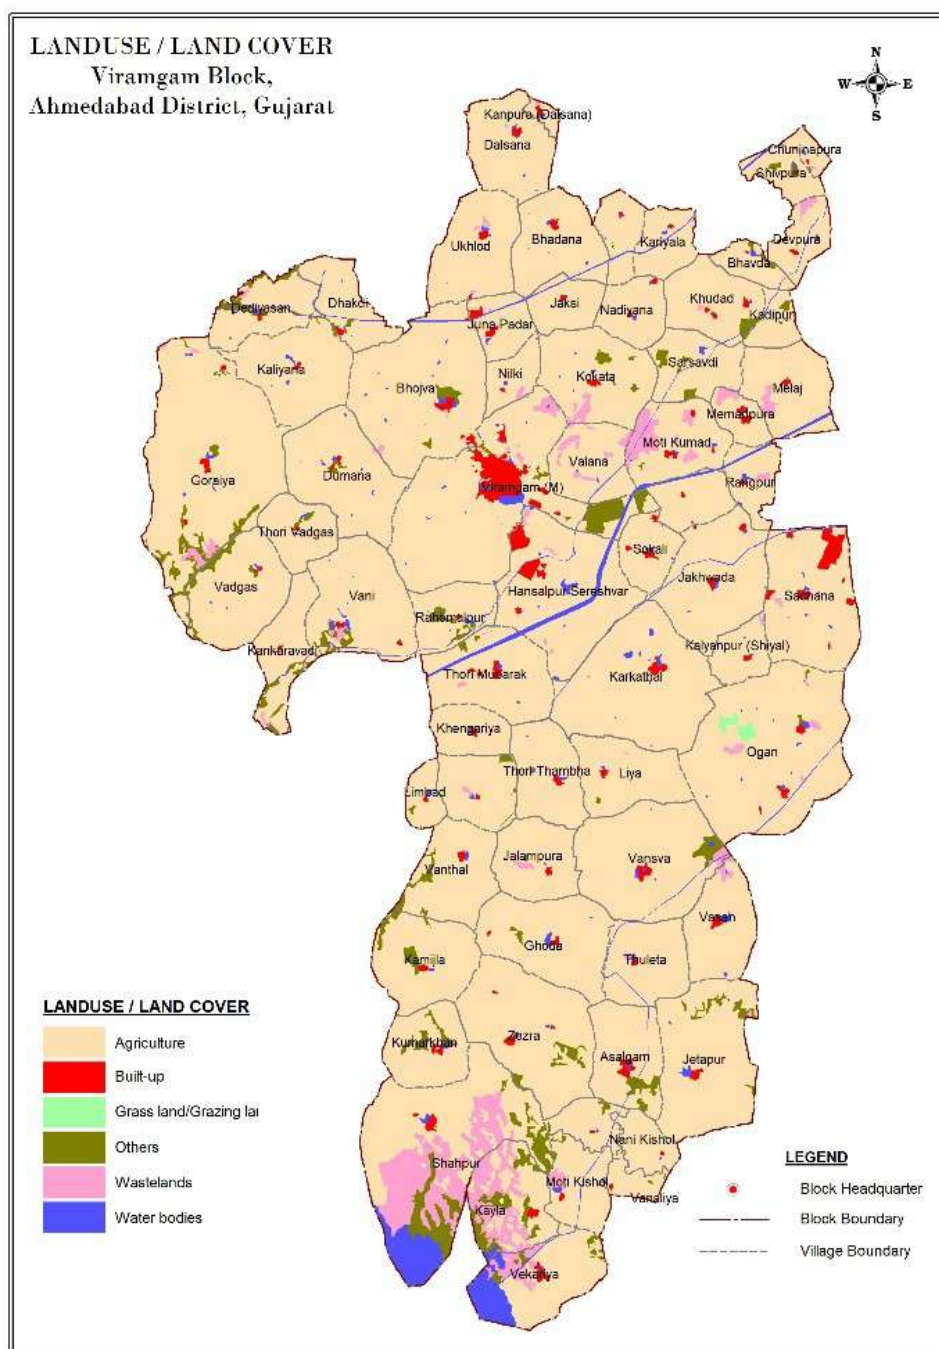 LANDUSE / LAND COVER
Viramgam Block,
Ahmedabad District, Gujarat
N
W E
S
Kanpura (Dalsana)
Dalsana
Chuninapura
Shivpura
Ukhlod
Bhadana
Kariyala
Devpura
Bhavda
Dediyasan
Dhakdi
Juna Padar
Jaksi
Nadiyana
Khudad
Kadipur
Kaliyana
Bhojva
Nilki
Kokata
Sarsavdi
Melaj
Memadpura
Goraiya
Dumana
Viramgam (M)
Valana
Moti Kumad
Rangpur
Thori Vadgas
Sokali
Vadgas
Vani
Rahemalpur
Hansalpur Sereshvar
Jakhwada
Sachana
Kankaravadi
Thori Mubarak
Karkathal
Kalyanpur (Shiyal)
Khengariya
Ogan
Limbad
Thori Thambha
Liya
Vanthal
Jalampura
Vansva
Vasan
Kamijla
Ghoda
Thuleta
Kumarkhan
Zezra
Asalgam
Jetapur
Nani Kishol
Shahpur
Moti Kishol
Kayla
Vanaliya
Vekariya
LANDUSE / LAND COVER
Agriculture
Built-up
Grass land/Grazing lar
Others
Wastelands
Water bodies
LEGEND
Block Headquarter
Block Boundary
Village Boundary